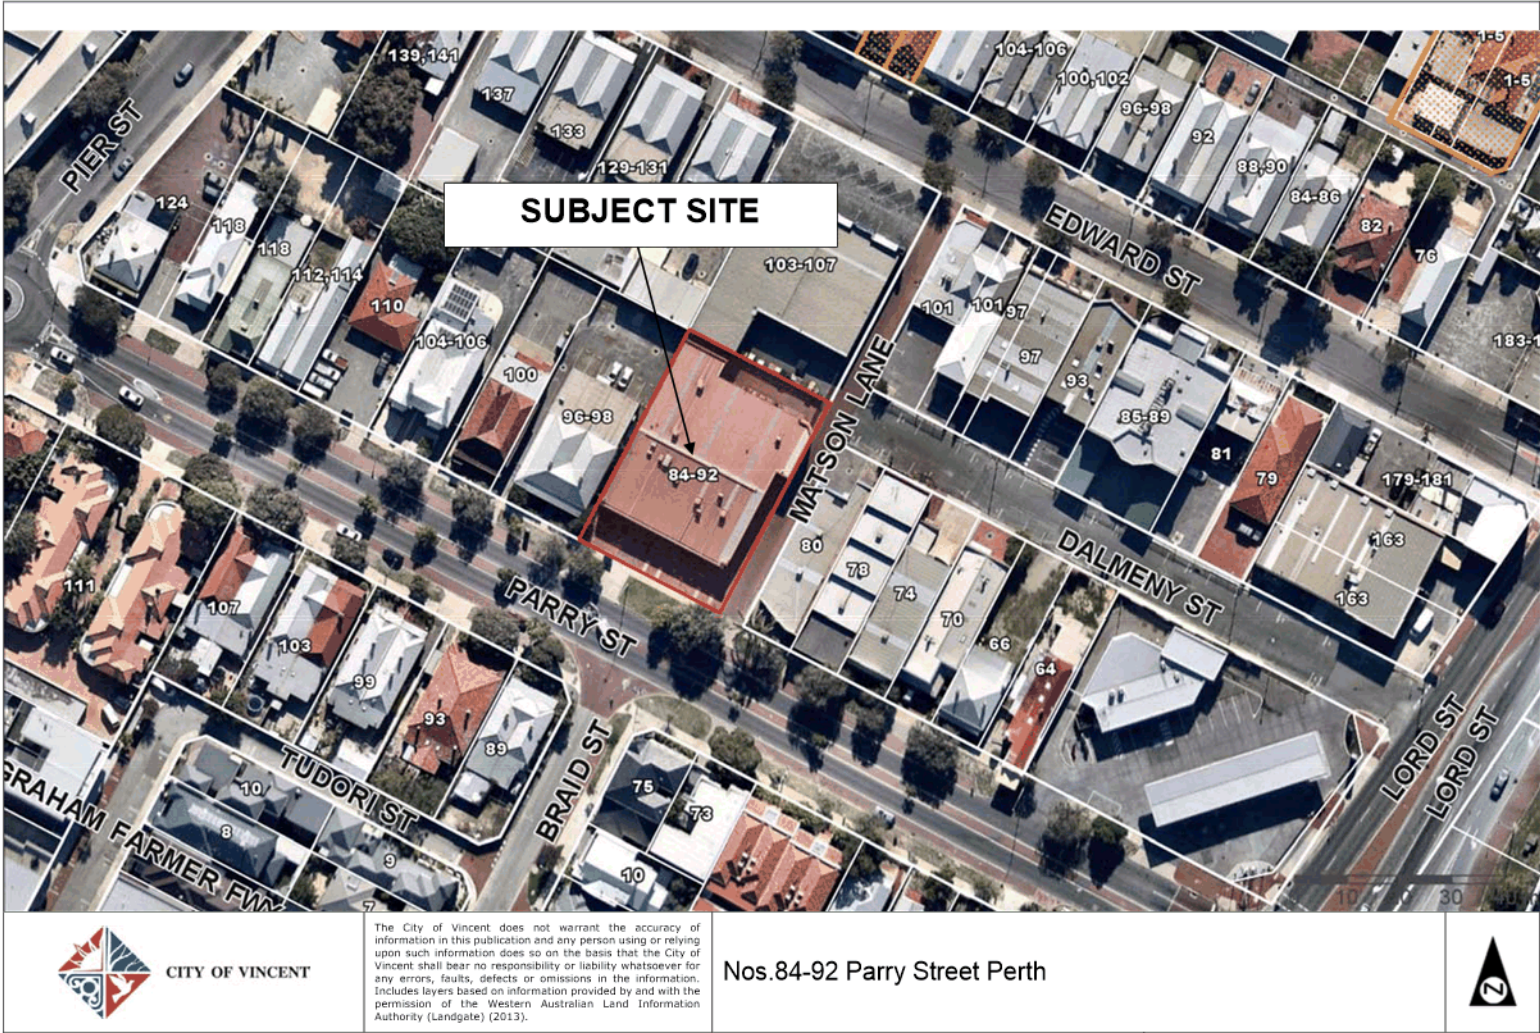 139,141
104-106
1-5
100,102
1-5
137
96-98
PIER ST
133
92
129-131
88,90
84-86
124
SUBJECT SITE
118
82
118
EDWARD ST
76
103-107
112,114
110
101
101
97
104-106
183-1
97
100
MATSON LANE
93
96-98
85-89
81
84-92
79
179-181
80
163
78
DALMENY ST
111
74
163
107
PARRY ST
70
103
66
64
99
93
89
LORD ST
LORD ST
TUDORI ST
BRAID ST
75
10
73
GRAHAM FARMER FWY
8
9
10
7
10
30
CITY OF VINCENT
The City of Vincent does not warrant the accuracy of
information in this publication and any person using or relying
upon such information does so on the basis that the City of
Vincent shall bear no responsibility or liability whatsoever for
any errors, faults, defects or omissions in the information.
Includes layers based on information provided by and with the
permission of the Western Australian Land Information
Authority (Landgate) (2013).
Nos.84-92 Parry Street Perth
N